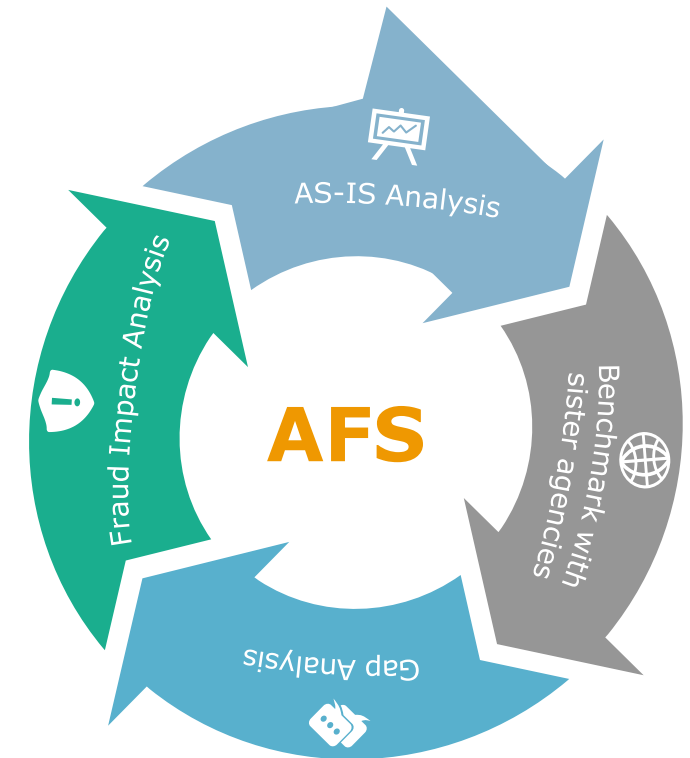 AS-IS Analysis
Benchmark with
sister agencies
Gap Analysis
Fraud Impact Analysis
AFS